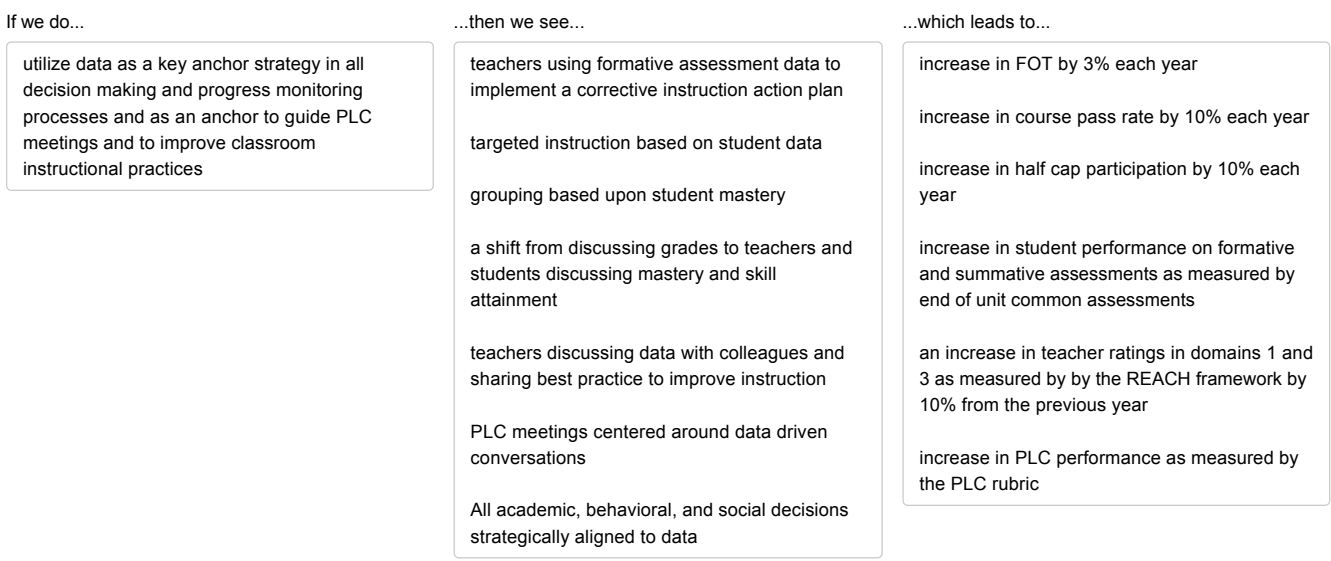 If we do...
utilize data as a key anchor strategy in all
decision making and progress monitoring
processes and as an anchor to guide PLC
meetings and to improve classroom
instructional practices
...then we see...
teachers using formative assessment data to
implement a corrective instruction action plan
targeted instruction based on student data
grouping based upon student mastery
a shift from discussing grades to teachers and
students discussing mastery and skill
attainment
teachers discussing data with colleagues and
sharing best practice to improve instruction
PLC meetings centered around data driven
conversations
All academic, behavioral, and social decisions
strategically aligned to data
...which leads to...
increase in FOT by 3% each year
increase in course pass rate by 10% each year
increase in half cap participation by 10% each
year
increase in student performance on formative
and summative assessments as measured by
end of unit common assessments
an increase in teacher ratings in domains 1 and
3 as measured by by the REACH framework by
10% from the previous year
increase in PLC performance as measured by
the PLC rubric